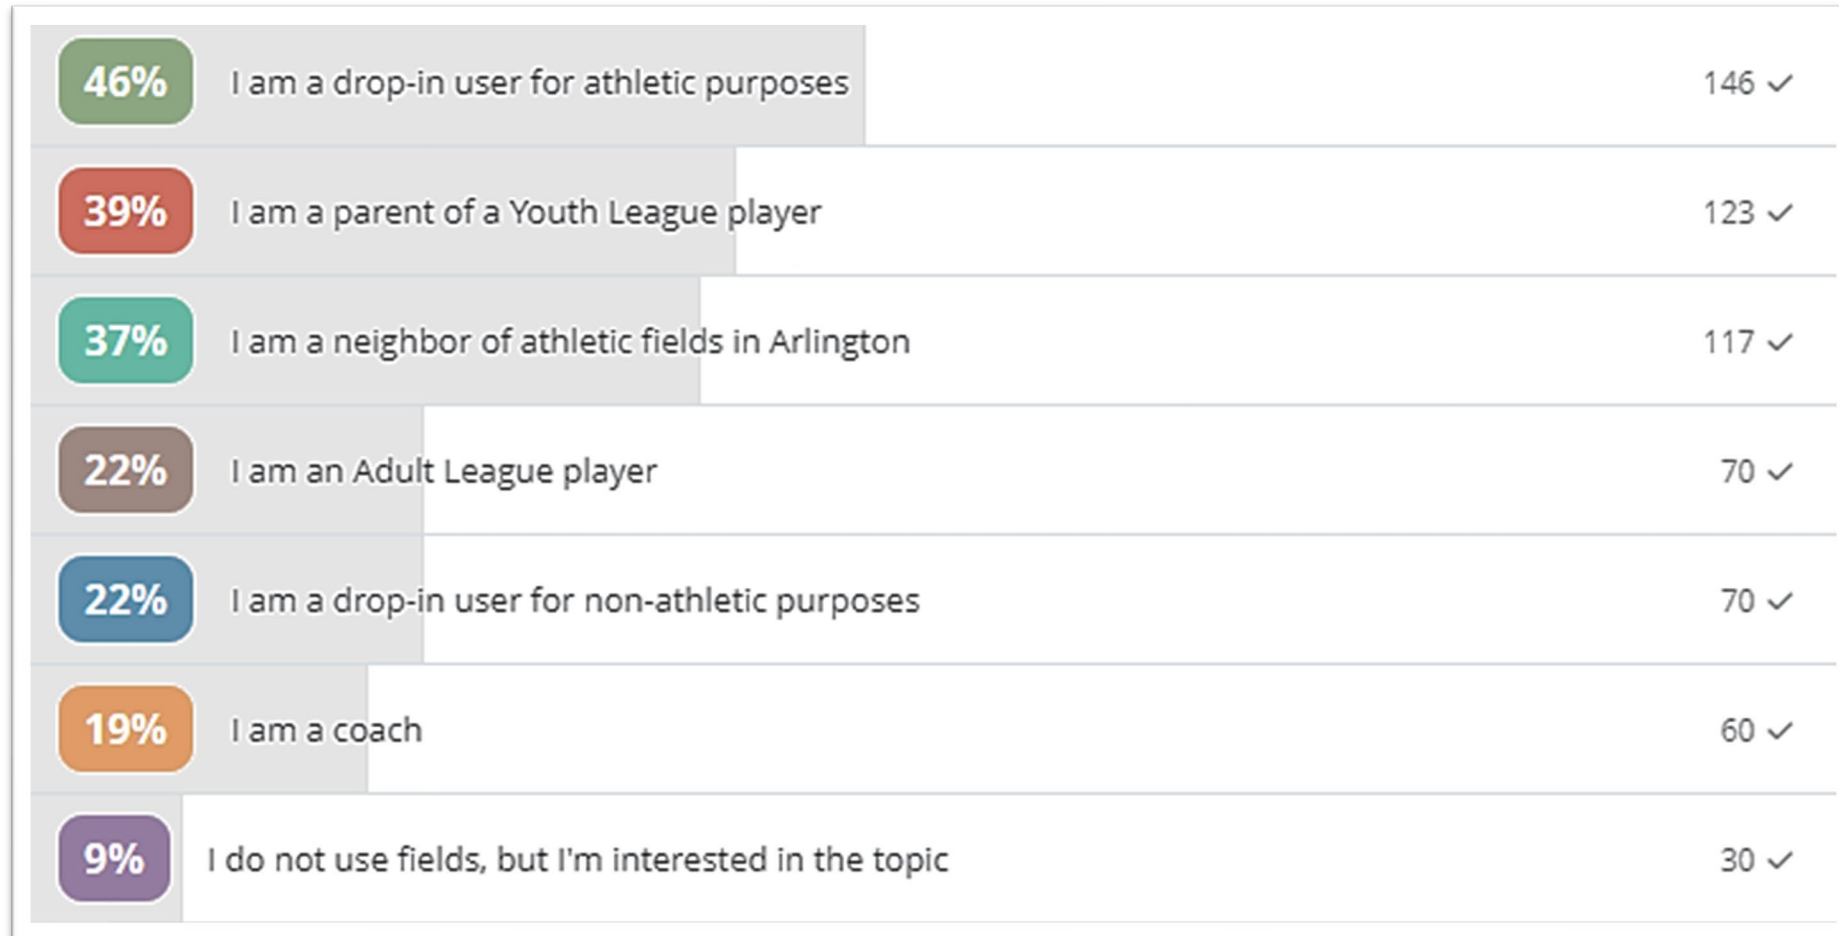 46% I am a drop-in user for athletic purposes 146 ✓
39% I am a parent of a Youth League player 123 ✓
37% I am a neighbor of athletic fields in Arlington 117 ✓
22% I am an Adult League player 70 ✓
22% I am a drop-in user for non-athletic purposes 70 ✓
19% I am a coach 60 ✓
9% I do not use fields, but I'm interested in the topic 30 ✓